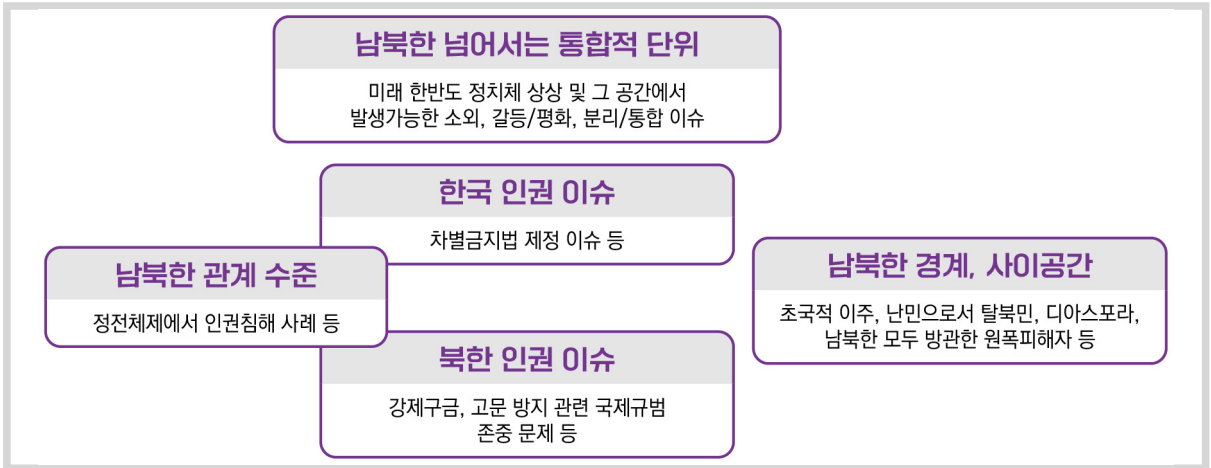 남북한 넘어서는 통합적 단위
미래 한반도 정치체 상상 및 그 공간에서
발생가능한 소외, 갈등/평화, 분리/통합 이슈
한국 인권 이슈
차별금지법 제정 이슈 등
남북한 관계 수준
정전체제에서 인권침해 사례 등
남북한 경계, 사이공간
초국적 이주, 난민으로서 탈북민, 디아스포라,
남북한 모두 방관한 원폭피해자 등
북한 인권 이슈
강제구금, 고문 방지 관련 국제규범
존중 문제 등